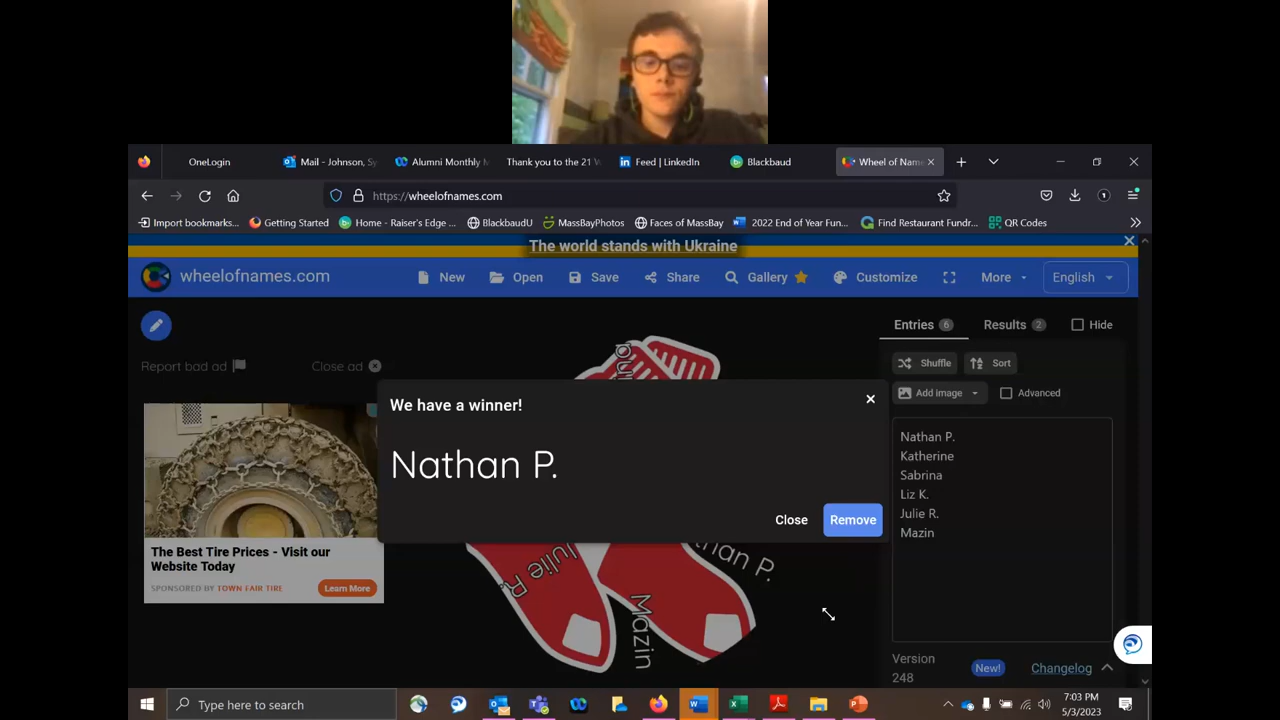 OneLogin
Mail - Johnson, Sy
Alumni Monthly M
Thank you to the 21
Feed | LinkedIn
Blackbaud
Wheel of Nam
https://wheelofnames.com
Import bookmarks...
Getting Started
Home - Raiser's Edge ...
BlackbaudU
MassBayPhotos
Faces of MassBay
2022 End of Year Fun...
Find Restaurant Fundr...
QR Codes
The world stands with Ukraine
wheelofnames.com
New
Open
Save
Share
Gallery
Customize
More
English
Entries 6
Results 2
Hide
Report bad ad
Close ad
Shuffle
Sort
Add image
Advanced
We have a winner!
Nathan P.
Close
Remove
Nathan P.
Katherine
Sabrina
Liz K.
Julie R.
Mazin
The Best Tire Prices - Visit our
Website Today
SPONSORED BY TOWN FAIR TIRE
Learn More
Julie R
Mazin
than P.
Version
248
New!
Changelog
Type here to search
7:03 PM
5/3/2023